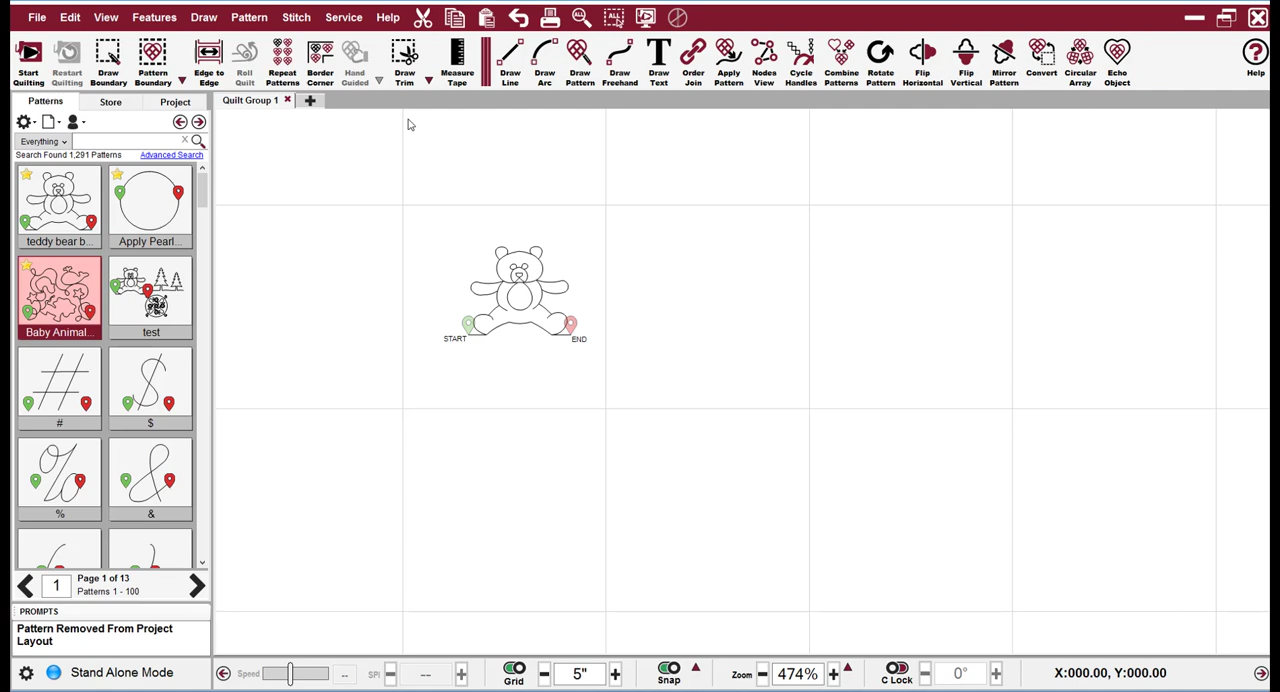 File Edit View Features Draw Pattern Stitch Service Help ALL ALL
Start Quilting Restart Quilting Draw Boundary Pattern Boundary Edge to Edge Roll Quilt Repeat Patterns Border Corner Hand Guided Draw Trim Measure Tape Draw Line Draw Arc Draw Pattern Draw Freehand Draw Text Order Join Apply Pattern Nodes View Cycle Handles Combine Patterns Rotate Pattern Flip Horizontal Flip Vertical Mirror Pattern Convert Circular Array Echo Object Help
Patterns Store Project Quilt Group 1
Everything
Search Found 1,291 Patterns Advanced Search
teddy bear b... Apply Pearl...
Baby Animal... test
# $
% &
START END
1 Page 1 of 13
Patterns 1 - 100
PROMPTS
Pattern Removed From Project
Layout
Stand Alone Mode Speed -- SPI -- Grid 5" Snap Zoom 474% C Lock 0° X:000.00, Y:000.00